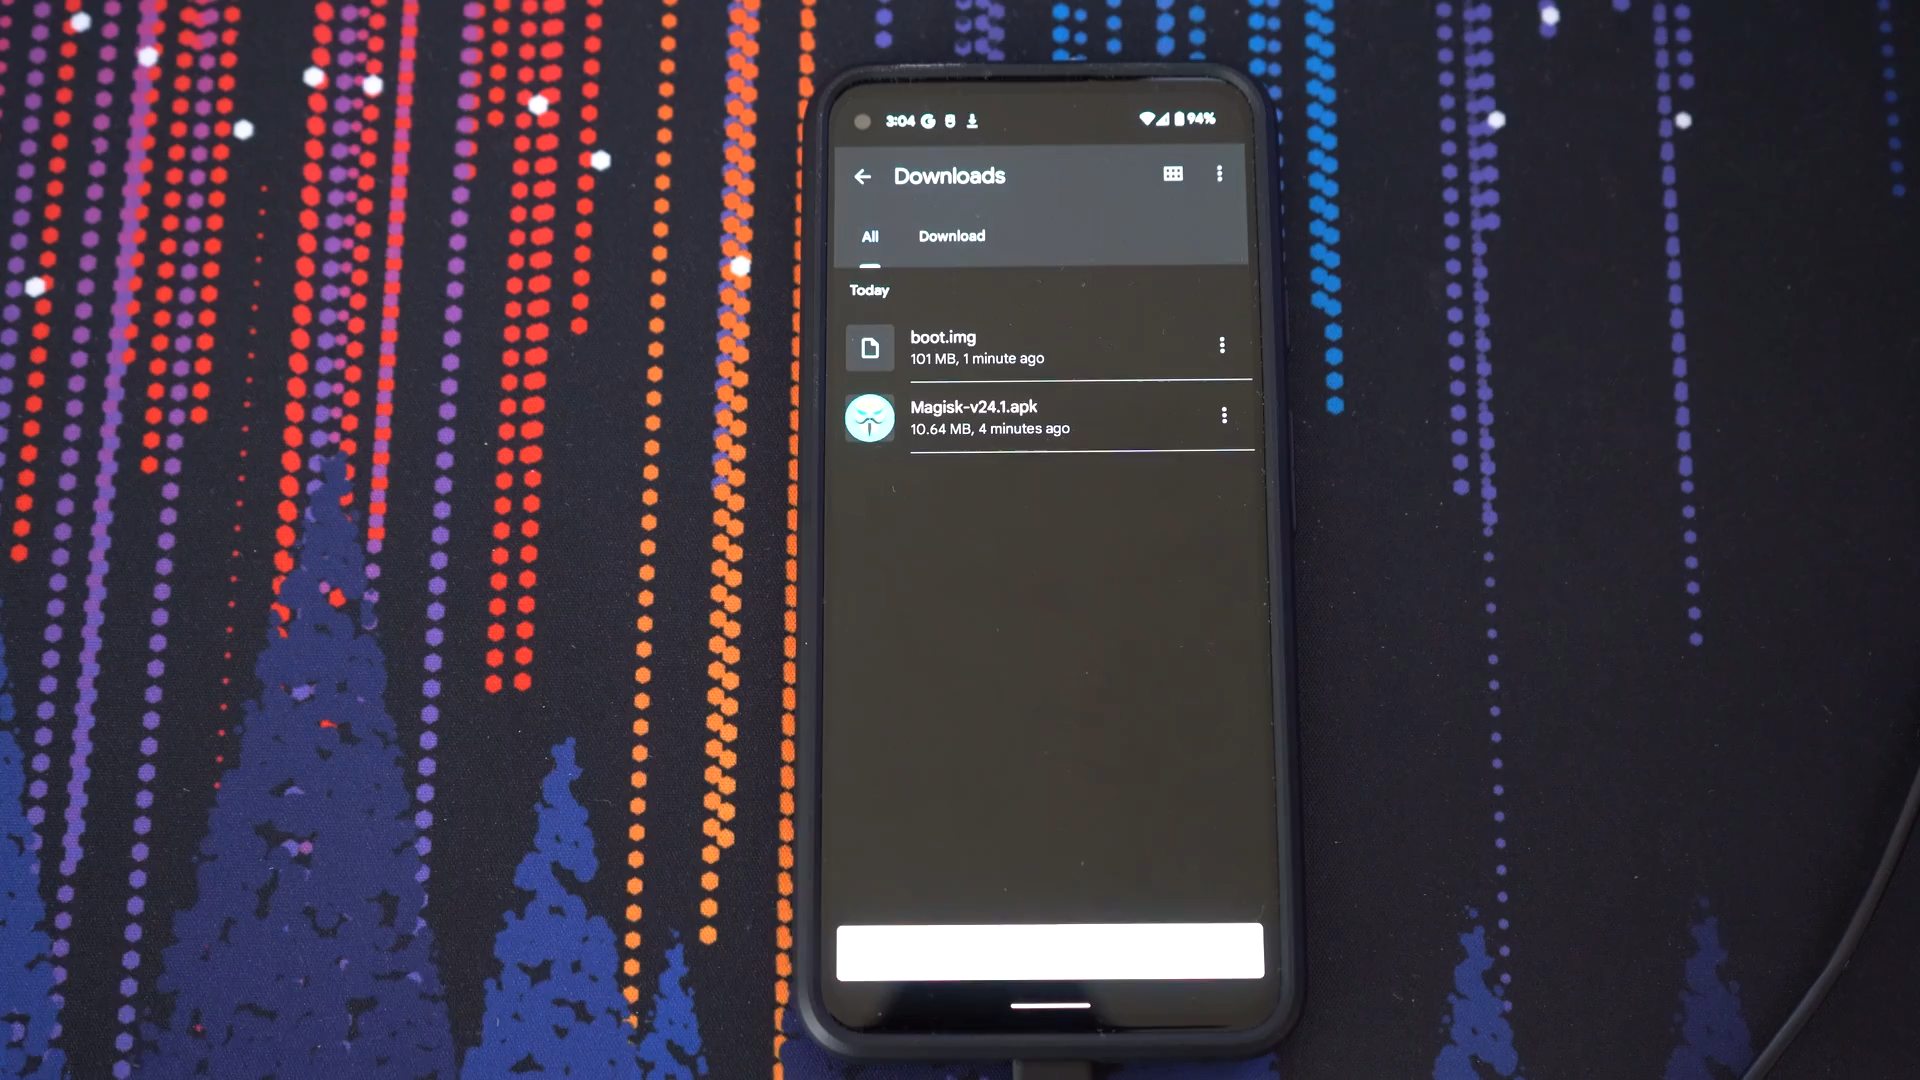 3:04 94%
Downloads
All Download
Today
boot.img
101 MB, 1 minute ago
Magisk-v24.1.apk
10.64 MB, 4 minutes ago